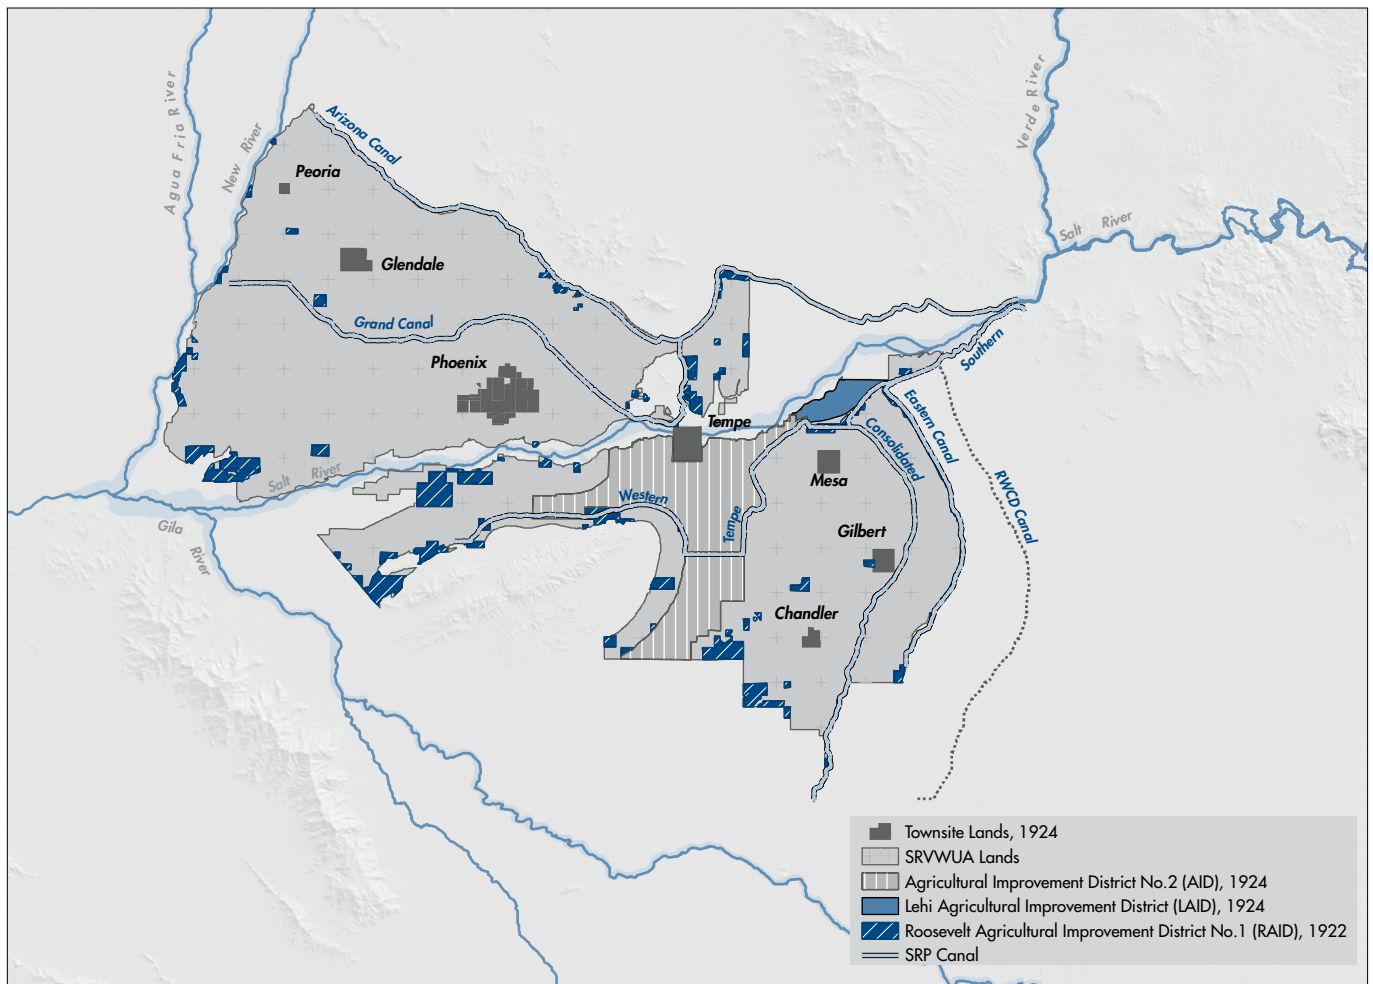 Agua Fria River
New River
Arizona Canal
Verde River
Peoria
Salt River
Glendale
Grand Canal
Phoenix
Southern
Tempe
Eastern Canal
Consolidated
Mesa
Salt River
Western
Tempe
RWCD Canal
Gila River
Gilbert
Chandler
Townsite Lands, 1924
SRVWUA Lands
Agricultural Improvement District No.2 (AID), 1924
Lehi Agricultural Improvement District (LAID), 1924
Roosevelt Agricultural Improvement District No.1 (RAID), 1922
SRP Canal